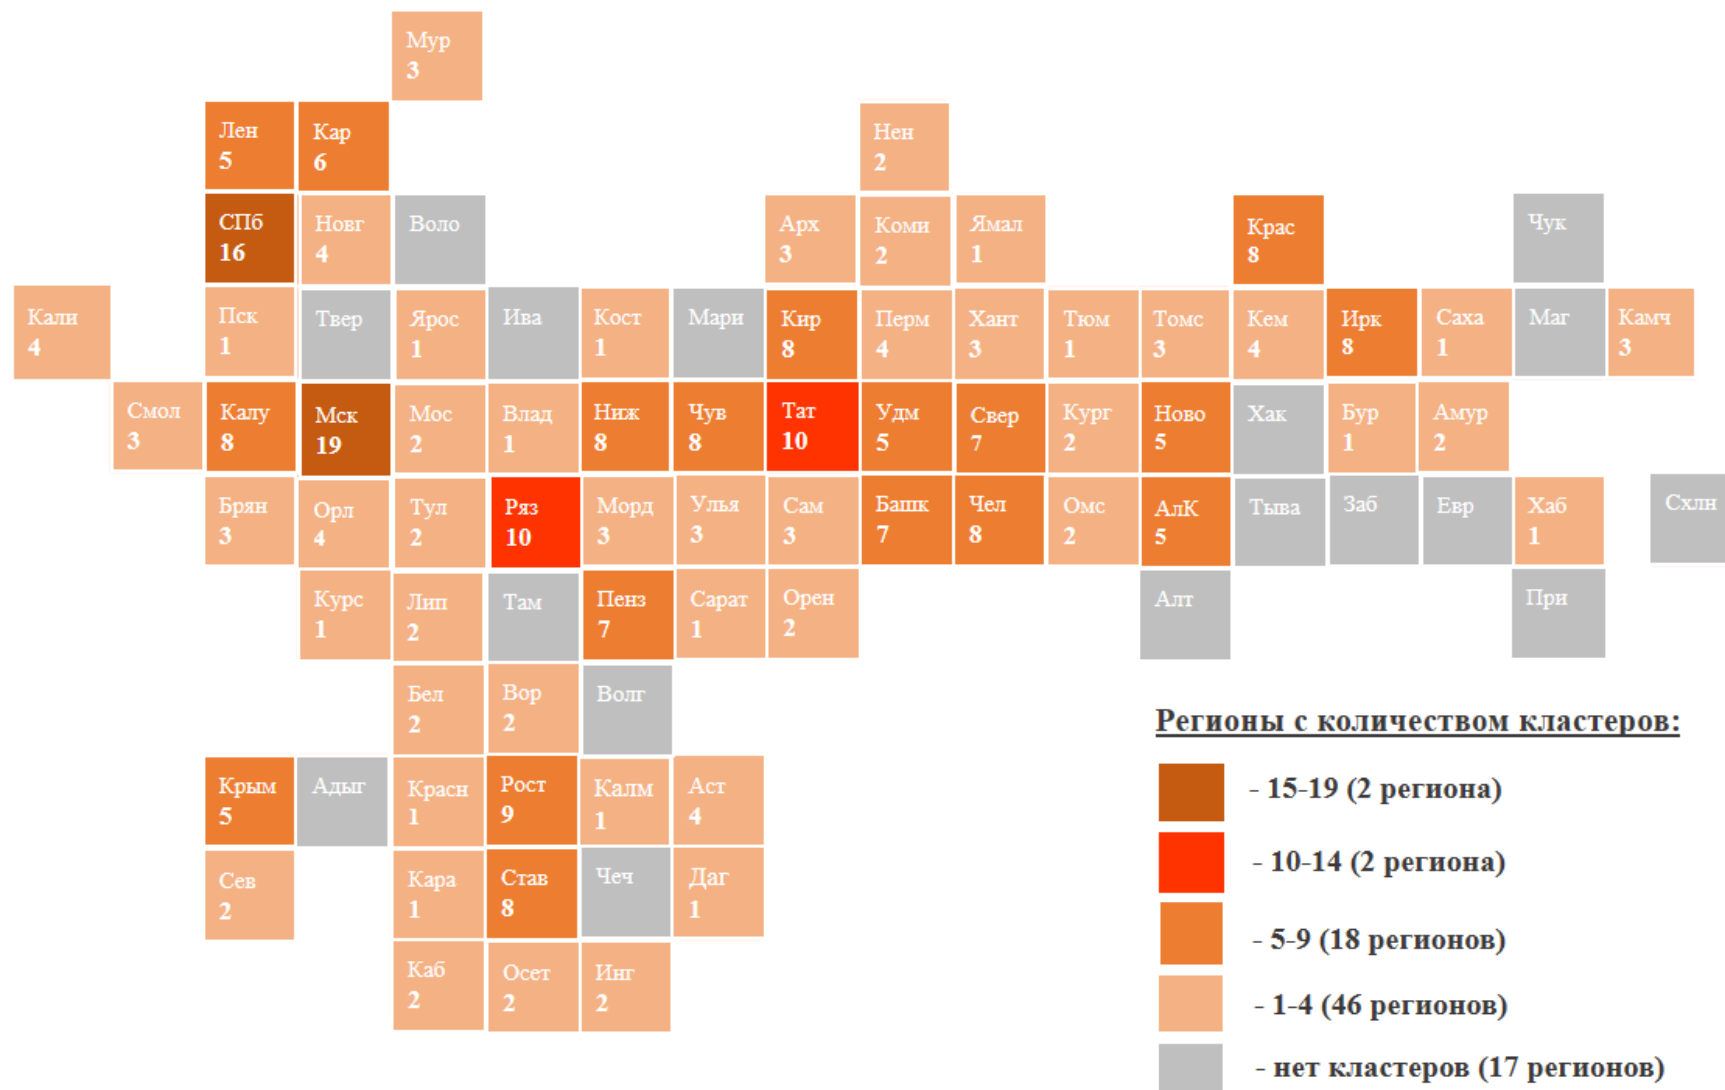 Мур
3
Лен
5
Кар
6
Нен
2
СПб
16
Новг
4
Воло
Арх
3
Коми
2
Ямал
1
Крас
8
Чук
Кали
4
Пск
1
Твер
Ярос
1
Ива
Кост
1
Мари
Кир
8
Перм
4
Хант
3
Тюм
1
Томс
3
Кем
4
Ирк
8
Саха
1
Маг
Камч
3
Смол
3
Калу
8
Мск
19
Мос
2
Влад
1
Ниж
8
Чув
8
Тат
10
Удм
5
Свер
7
Кург
2
Ново
5
Хак
Бур
1
Амур
2
Брян
3
Орл
4
Тул
2
Ряз
10
Морд
3
Улья
3
Сам
3
Башк
7
Чел
8
Омс
2
АлК
5
Тыва
Заб
Евр
Хаб
1
Схлн
Курс
1
Лип
2
Там
Пенз
7
Сарат
1
Орен
2
Алт
При
Бел
2
Вор
2
Волг
Крым
5
Адыг
Красн
1
Рост
9
Калм
1
Аст
4
Сев
2
Кара
1
Став
8
Чеч
Даг
1
Каб
2
Осет
2
Инг
2
Регионы с количеством кластеров:
- 15-19 (2 региона)
- 10-14 (2 региона)
- 5-9 (18 регионов)
- 1-4 (46 регионов)
- нет кластеров (17 регионов)